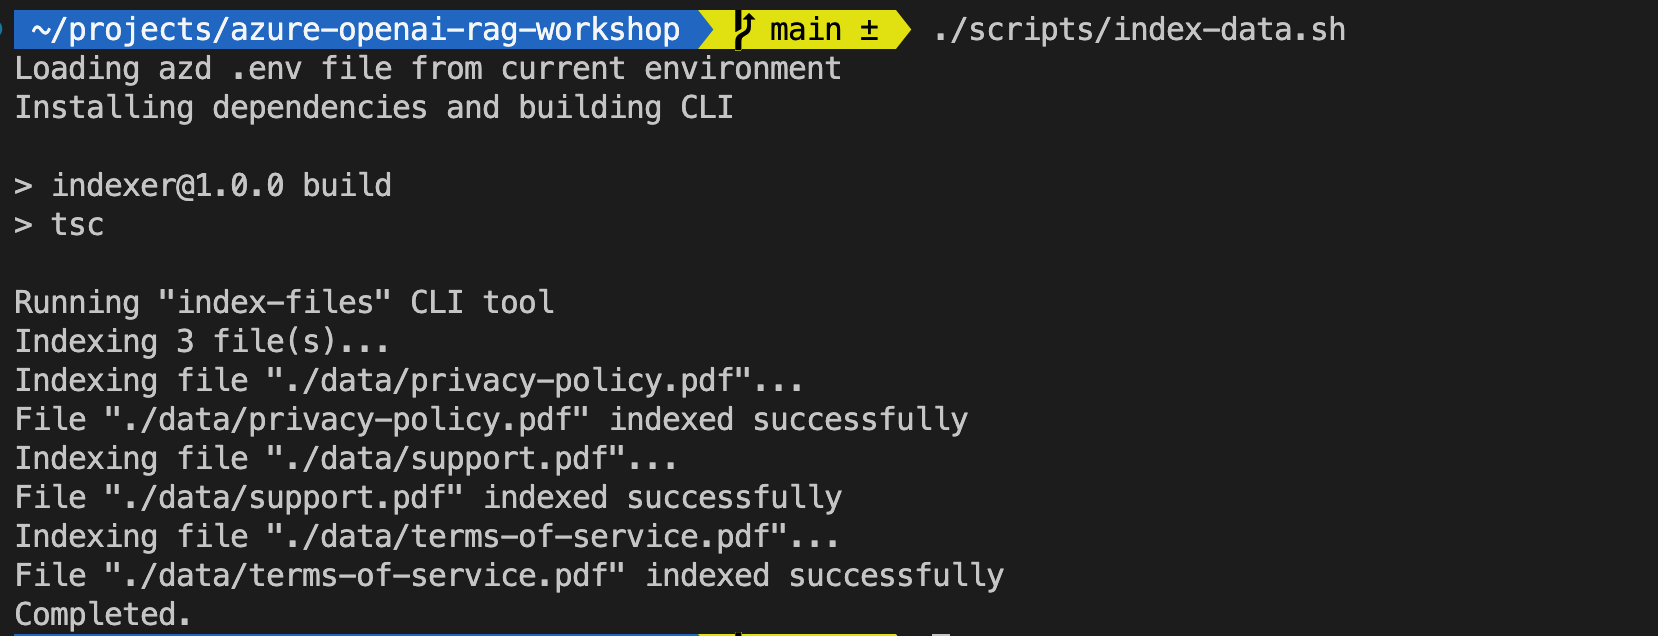 ~/projects/azure-openai-rag-workshop main ± ./scripts/index-data.sh
Loading azd .env file from current environment
Installing dependencies and building CLI
> indexer@1.0.0 build
> tsc
Running "index-files" CLI tool
Indexing 3 file(s)...
Indexing file "./data/privacy-policy.pdf"...
File "./data/privacy-policy.pdf" indexed successfully
Indexing file "./data/support.pdf"...
File "./data/support.pdf" indexed successfully
Indexing file "./data/terms-of-service.pdf"...
File "./data/terms-of-service.pdf" indexed successfully
Completed.